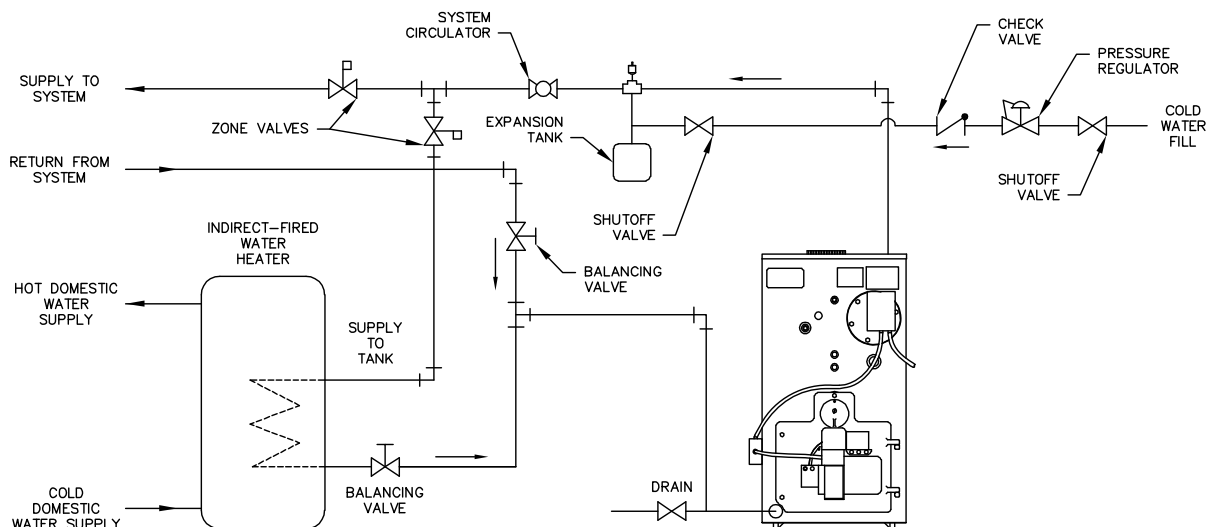 SYSTEM
CIRCULATOR
CHECK
VALVE
PRESSURE
REGULATOR
SUPPLY TO
SYSTEM
ZONE VALVES
EXPANSION
TANK
COLD
WATER
FILL
RETURN FROM
SYSTEM
SHUTOFF
VALVE
SHUTOFF
VALVE
INDIRECT-FIRED
WATER
HEATER
BALANCING
VALVE
HOT DOMESTIC
WATER
SUPPLY
SUPPLY
TO
TANK
BALANCING
VALVE
DRAIN
COLD
DOMESTIC
WATER SUPPLY